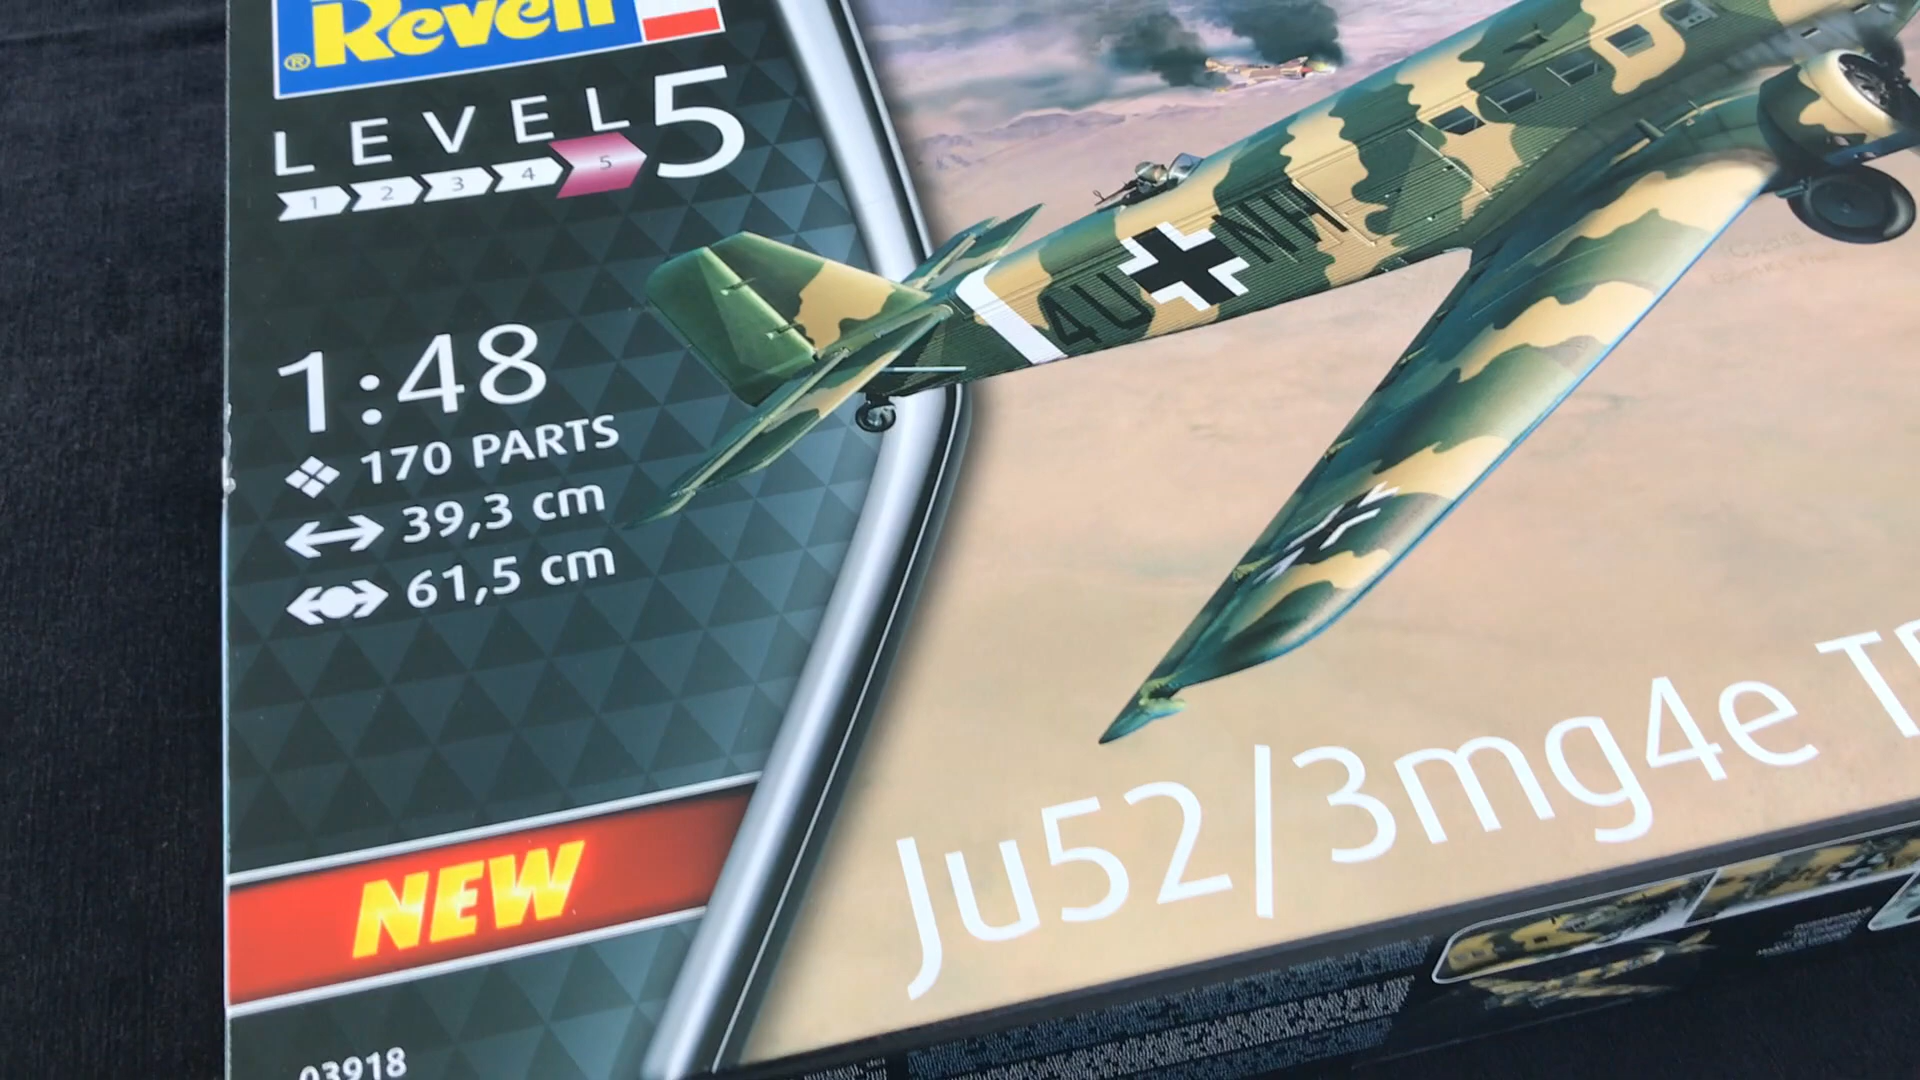 Revell
®
LEVEL 5
1 2 3 4 5
1:48
170 PARTS
39,3 cm
61,5 cm
4U NH
Ju52/3mg4e
NEW
03918